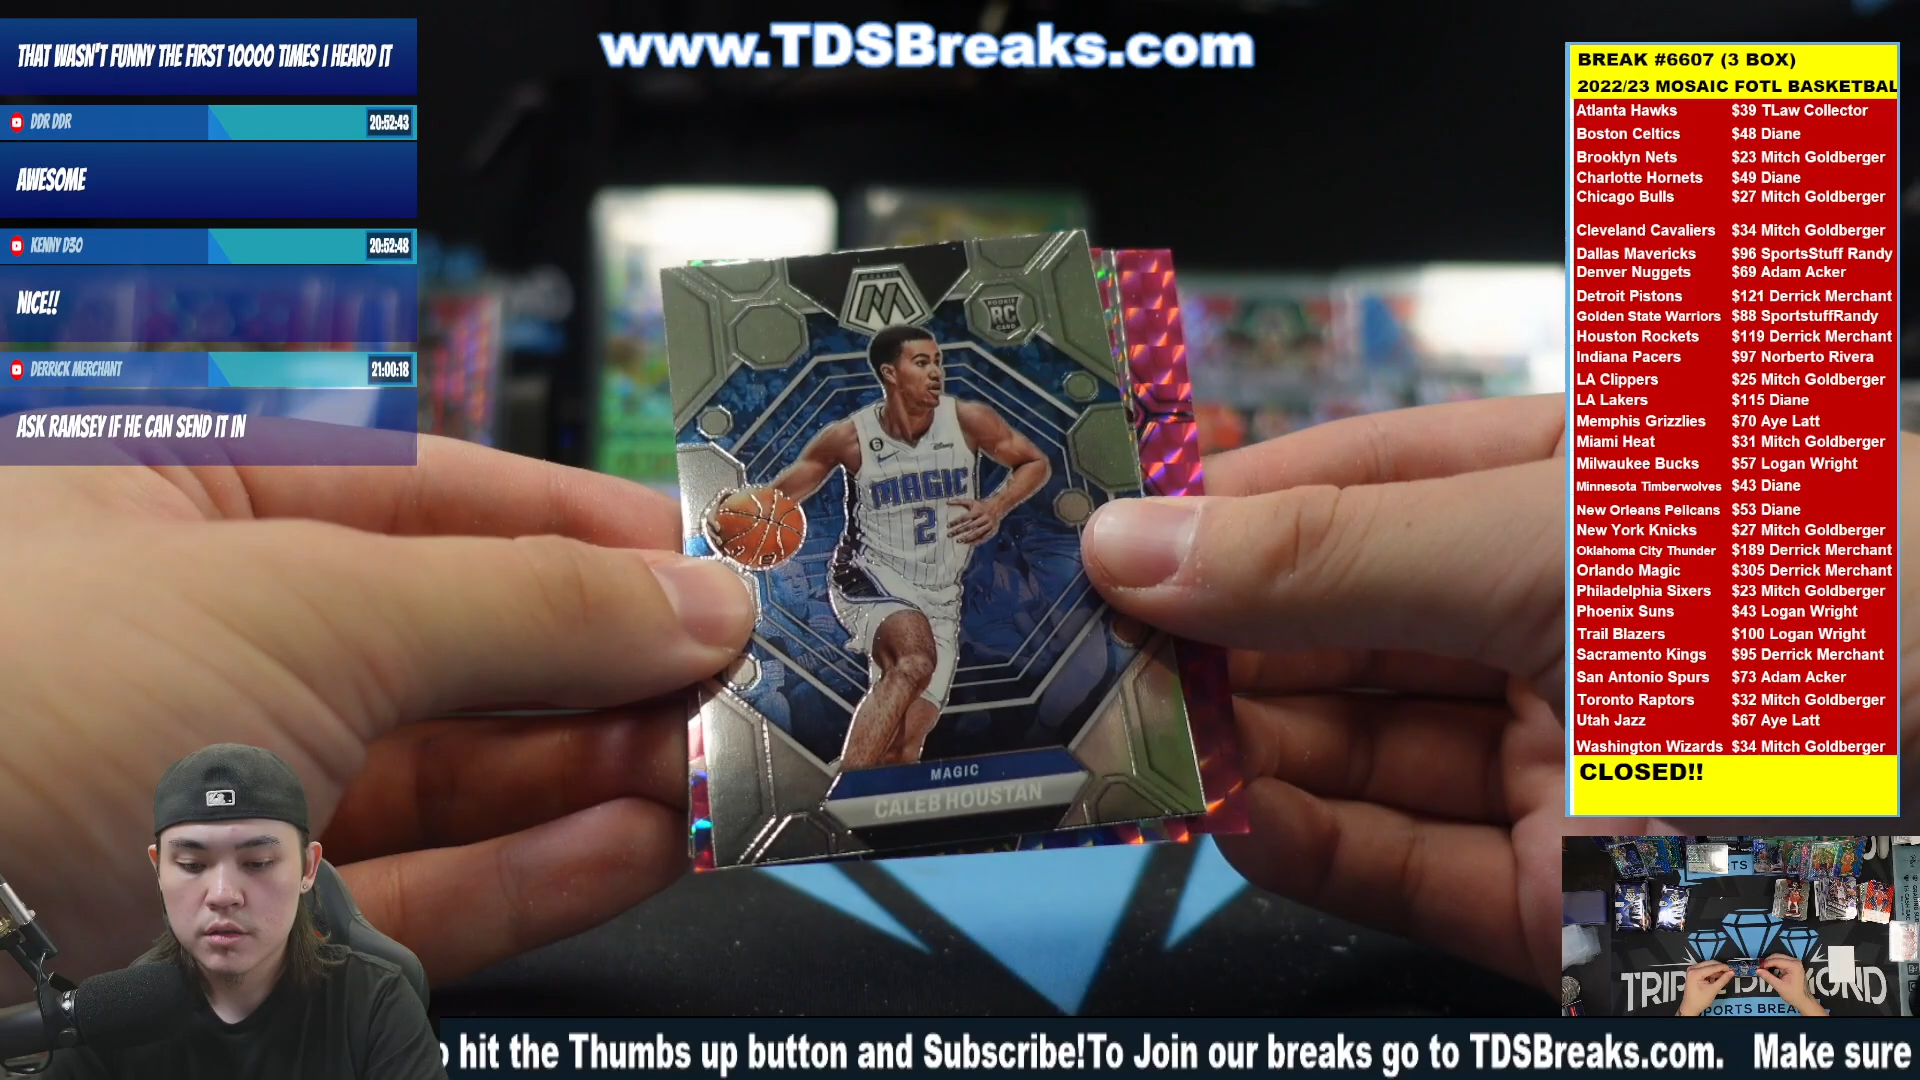 www.TDSBreaks.com
THAT WASN'T FUNNY THE FIRST 10000 TIMES I HEARD IT
DDR DDR 20:52:43
AWESOME
KENNY D30 20:52:48
NICE!!
DERRICK MERCHANT 21:00:18
ASK RAMSEY IF HE CAN SEND IT IN
MOSAIC
ROOKIE
RC
CARD
6
Disney
MAGIC
2
MAGIC
CALEB HOUSTAN
BREAK #6607 (3 BOX)
2022/23 MOSAIC FOTL BASKETBAL
Atlanta Hawks $39 TLaw Collector
Boston Celtics $48 Diane
Brooklyn Nets $23 Mitch Goldberger
Charlotte Hornets $49 Diane
Chicago Bulls $27 Mitch Goldberger
Cleveland Cavaliers $34 Mitch Goldberger
Dallas Mavericks $96 SportsStuff Randy
Denver Nuggets $69 Adam Acker
Detroit Pistons $121 Derrick Merchant
Golden State Warriors $88 SportstuffRandy
Houston Rockets $119 Derrick Merchant
Indiana Pacers $97 Norberto Rivera
LA Clippers $25 Mitch Goldberger
LA Lakers $115 Diane
Memphis Grizzlies $70 Aye Latt
Miami Heat $31 Mitch Goldberger
Milwaukee Bucks $57 Logan Wright
Minnesota Timberwolves $43 Diane
New Orleans Pelicans $53 Diane
New York Knicks $27 Mitch Goldberger
Oklahoma City Thunder $189 Derrick Merchant
Orlando Magic $305 Derrick Merchant
Philadelphia Sixers $23 Mitch Goldberger
Phoenix Suns $43 Logan Wright
Trail Blazers $100 Logan Wright
Sacramento Kings $95 Derrick Merchant
San Antonio Spurs $73 Adam Acker
Toronto Raptors $32 Mitch Goldberger
Utah Jazz $67 Aye Latt
Washington Wizards $34 Mitch Goldberger
CLOSED!!
hit the Thumbs up button and Subscribe!To Join our breaks go to TDSBreaks.com. Make sure